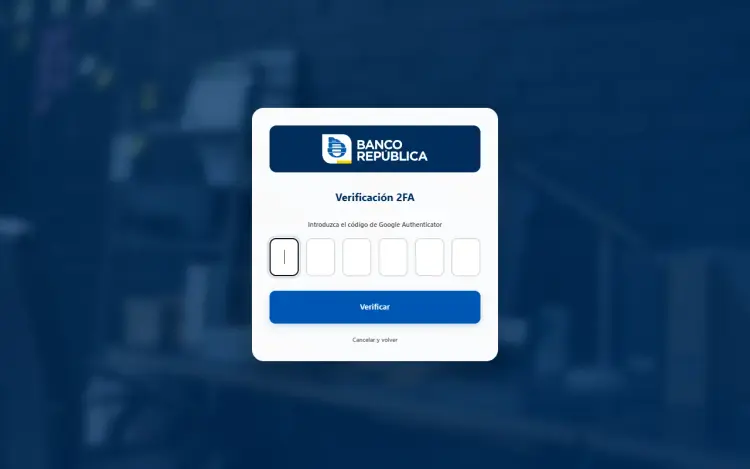 BANCO
REPÚBLICA
Verificación 2FA
Introduzca el código de Google Authenticator
Verificar
Cancelar y volver